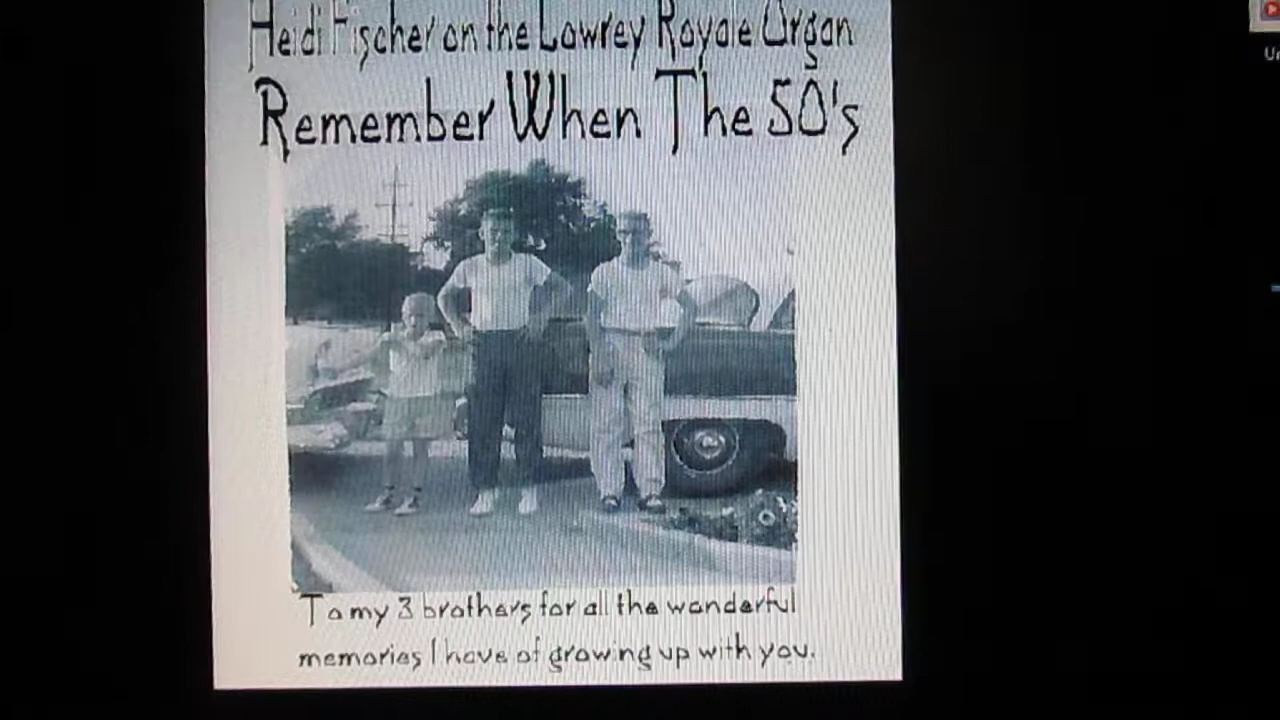 Heidi Fischer on the Lowrey Royale Organ
Remember When The 50's
To my 3 brothers for all the wonderful
memories I have of growing up with you.